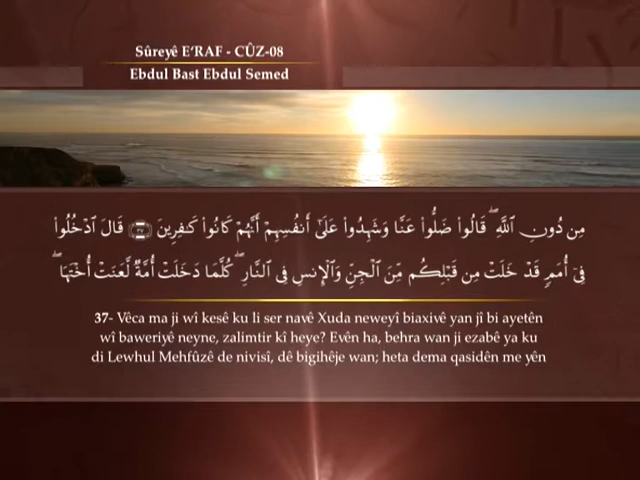 Sûreyê E'RAF - CÛZ-08
Ebdul Bast Ebdul Semed
مِن دُونِ ٱللَّهِ ۖ قَالُوا۟ ضَلُّوا۟ عَنَّا وَشَهِدُوا۟ عَلَىٰٓ أَنفُسِهِمْ أَنَّهُمْ كَانُوا۟ كَـٰفِرِينَ ﴿٣٧﴾ قَالَ ٱدْخُلُوا۟
فِىٓ أُمَمٍ قَدْ خَلَتْ مِن قَبْلِكُم مِّنَ ٱلْجِنِّ وَٱلْإِنسِ فِى ٱلنَّارِ ۖ كُلَّمَا دَخَلَتْ أُمَّةٌ لَّعَنَتْ أُخْتَهَا ۖ
37- Vêca ma ji wî kesê ku li ser navê Xuda neweyî biaxivê yan jî bi ayetên
wî baweriyê neyne, zalimtir kî heye? Evên ha, behra wan ji ezabê ya ku
di Lewhul Mehfûzê de nivisî, dê bigihêje wan; heta dema qasidên me yên